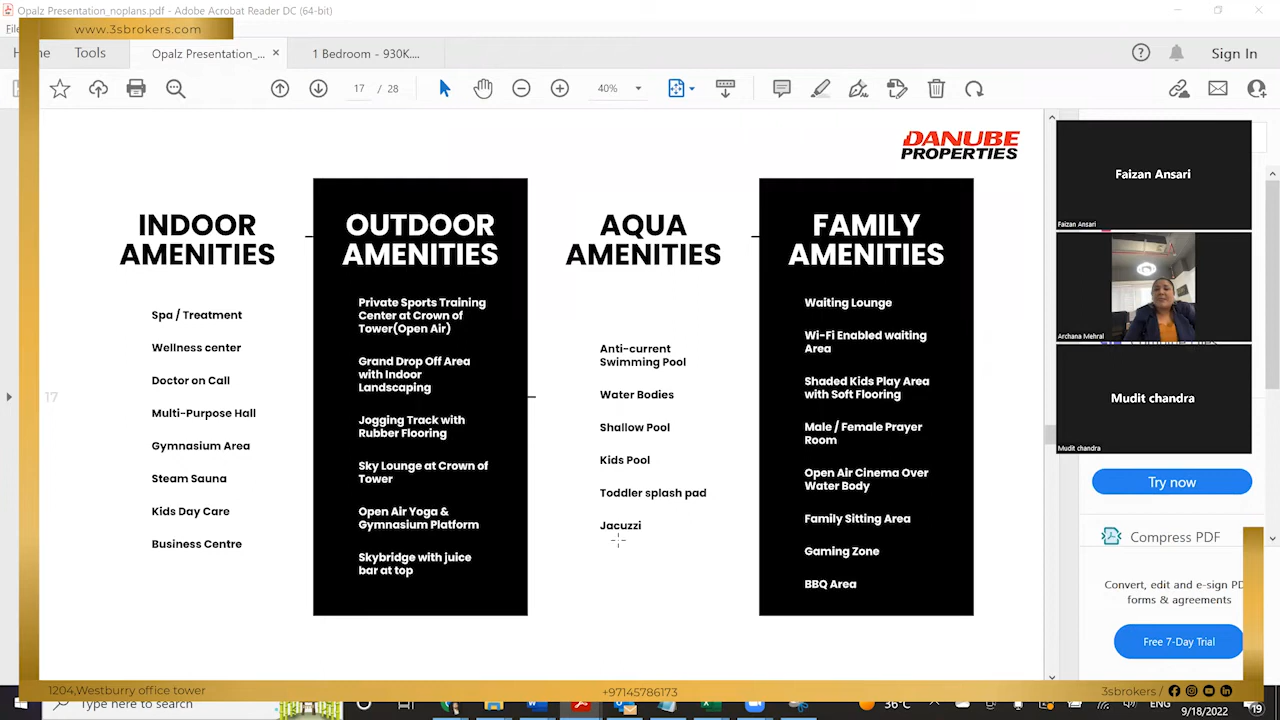 Opalz Presentation_noplans.pdf - Adobe Acrobat Reader DC (64-bit)
www.3sbrokers.com
Tools
Opalz Presentation_...
1 Bedroom - 930K....
Sign In
17 / 28
40%
DANUBE
PROPERTIES
INDOOR
AMENITIES
Spa / Treatment
Wellness center
Doctor on Call
Multi-Purpose Hall
Gymnasium Area
Steam Sauna
Kids Day Care
Business Centre
OUTDOOR
AMENITIES
Private Sports Training
Center at Crown of
Tower(Open Air)
Grand Drop Off Area
with Indoor
Landscaping
Jogging Track with
Rubber Flooring
Sky Lounge at Crown of
Tower
Open Air Yoga &
Gymnasium Platform
Skybridge with juice
bar at top
AQUA
AMENITIES
Anti-current
Swimming Pool
Water Bodies
Shallow Pool
Kids Pool
Toddler splash pad
Jacuzzi
FAMILY
AMENITIES
Waiting Lounge
Wi-Fi Enabled waiting
Area
Shaded Kids Play Area
with Soft Flooring
Male / Female Prayer
Room
Open Air Cinema Over
Water Body
Family Sitting Area
Gaming Zone
BBQ Area
17
Faizan Ansari
Faizan Ansari
Archana Mehral
Mudit chandra
Mudit chandra
Try now
Compress PDF
Convert, edit and e-sign PD
forms & agreements
Free 7-Day Trial
1204,Westburry office tower
+97145786173
3sbrokers /
Type here to search
36°C
ENG
9/18/2022
19